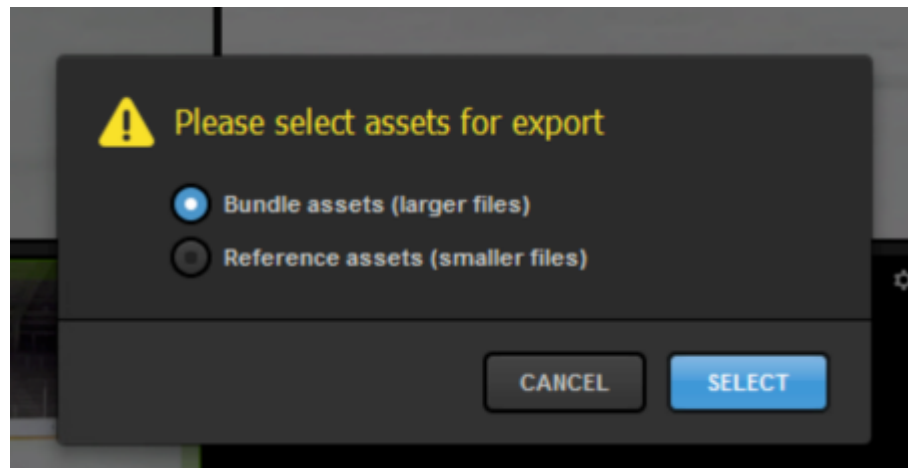 Please select assets for export
Bundle assets (larger files)
Reference assets (smaller files)
CANCEL SELECT